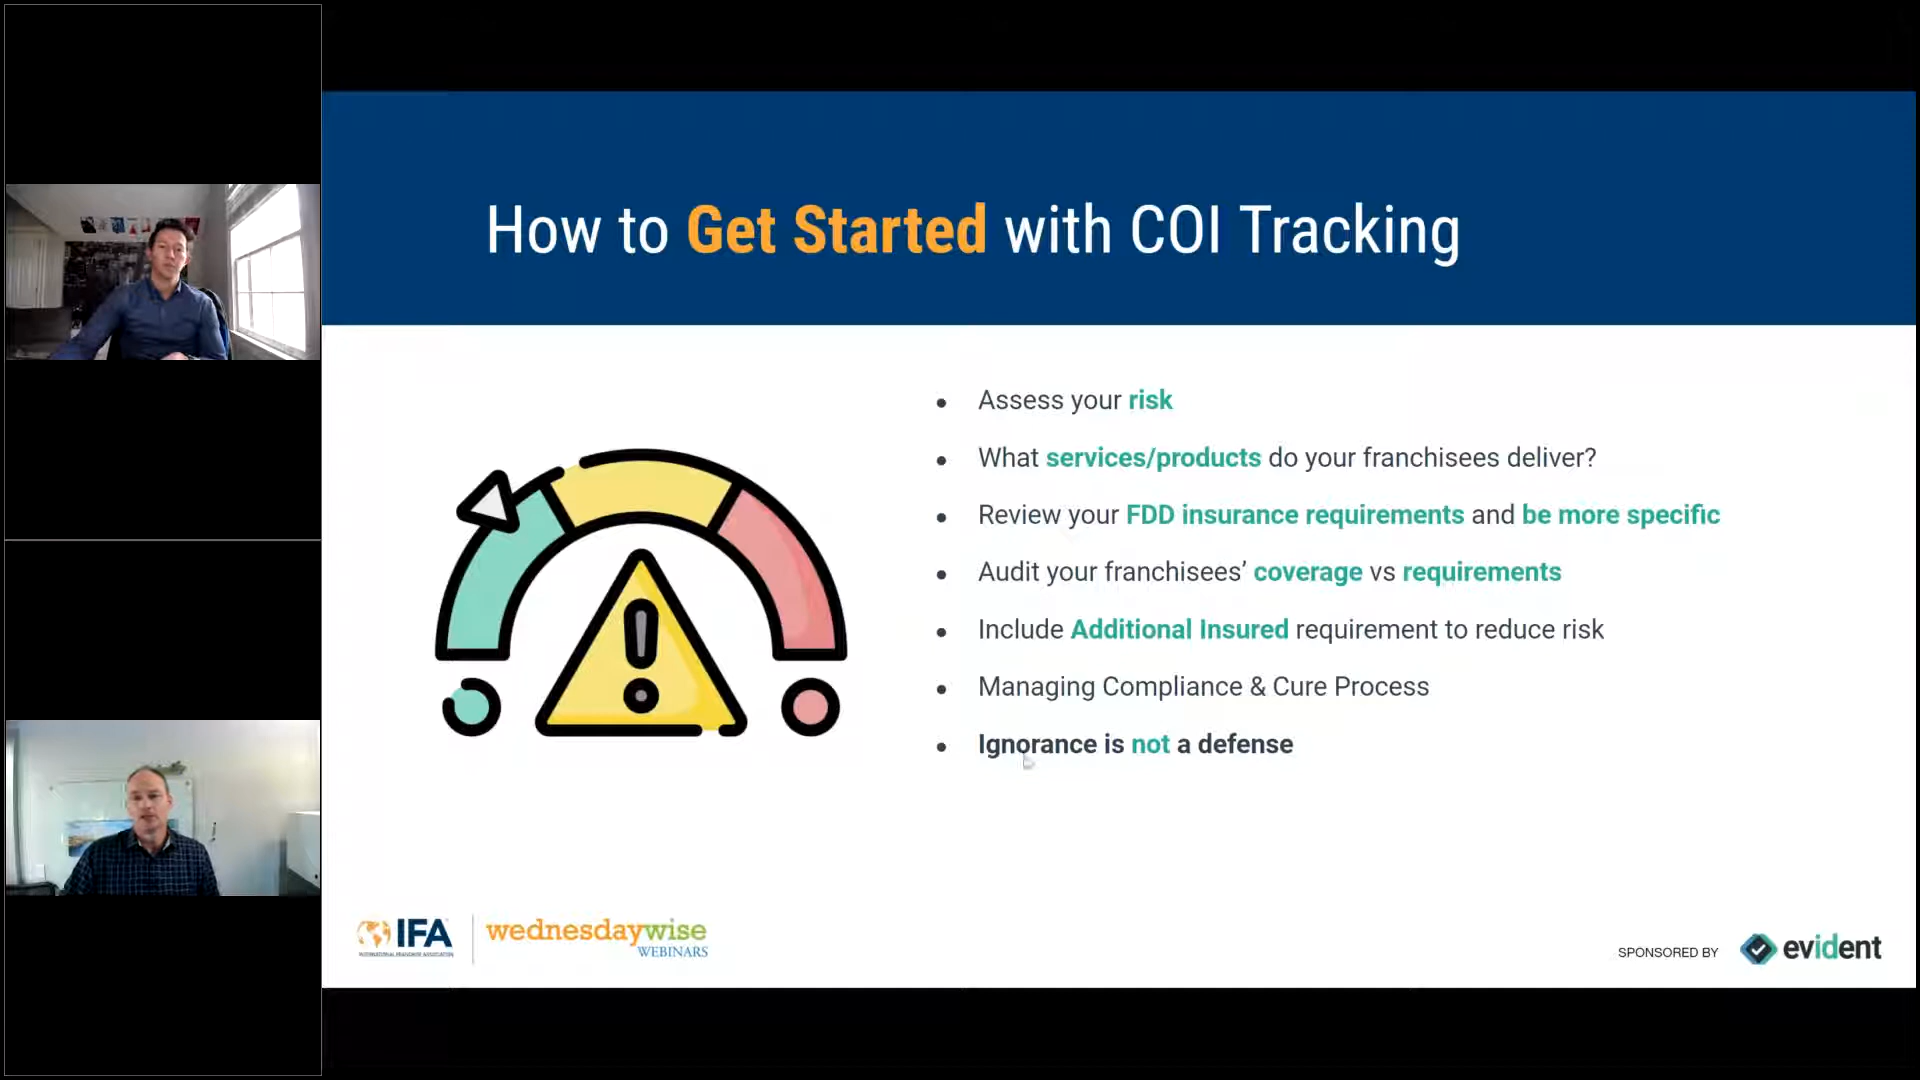 How to Get Started with COI Tracking
Assess your risk
What services/products do your franchisees deliver?
Review your FDD insurance requirements and be more specific
Audit your franchisees’ coverage vs requirements
Include Additional Insured requirement to reduce risk
Managing Compliance & Cure Process
Ignorance is not a defense
IFA
INTERNATIONAL FRANCHISE ASSOCIATION
wednesdaywise
WEBINARS
SPONSORED BY
evident